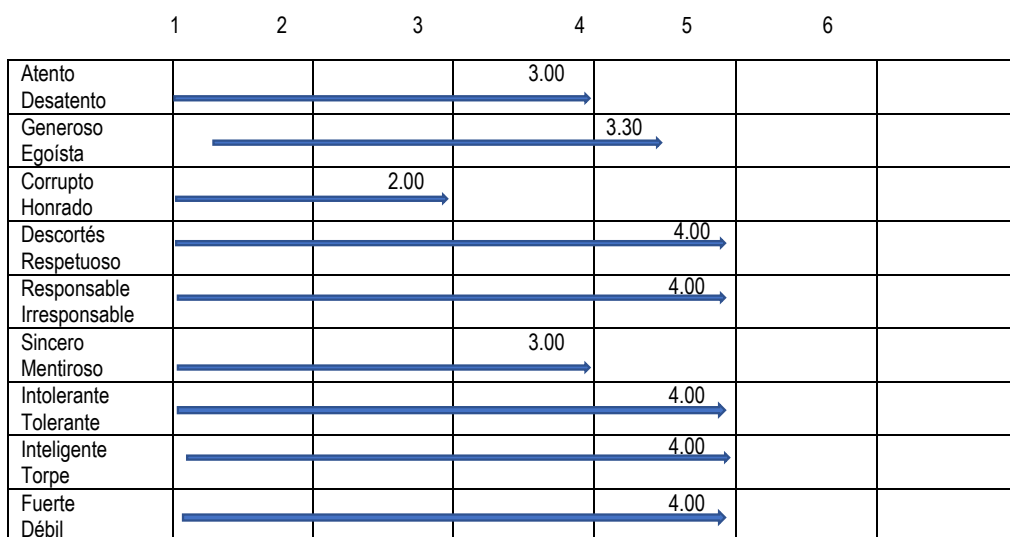 1 2 3 4 5 6
Atento 3.00
Desatento
Generoso 3.30
Egoísta
Corrupto 2.00
Honrado
Descortés 4.00
Respetuoso
Responsable 4.00
Irresponsable
Sincero 3.00
Mentiroso
Intolerante 4.00
Tolerante
Inteligente 4.00
Torpe
Fuerte 4.00
Débil